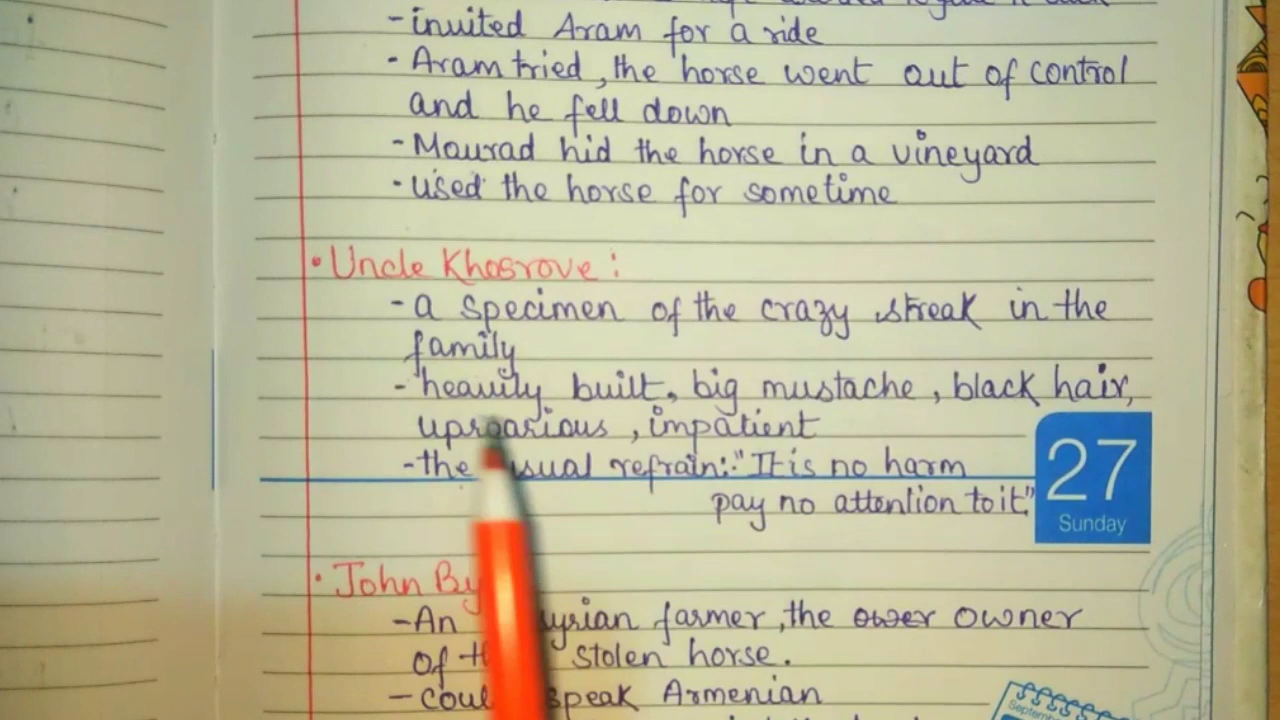 - invited Aram for a ride
- Aram tried, the horse went out of control
and he fell down
- Mourad hid the horse in a vineyard
- used the horse for sometime
• Uncle Khosrove :
- a specimen of the crazy streak in the
family
- heavily built, big mustache, black hair,
uproarious, impatient
- the usual refrain:- "It is no harm
pay no attention to it."
27
Sunday
• John By
- An farmer, the ower owner
of stolen horse.
- speak Armenian
September